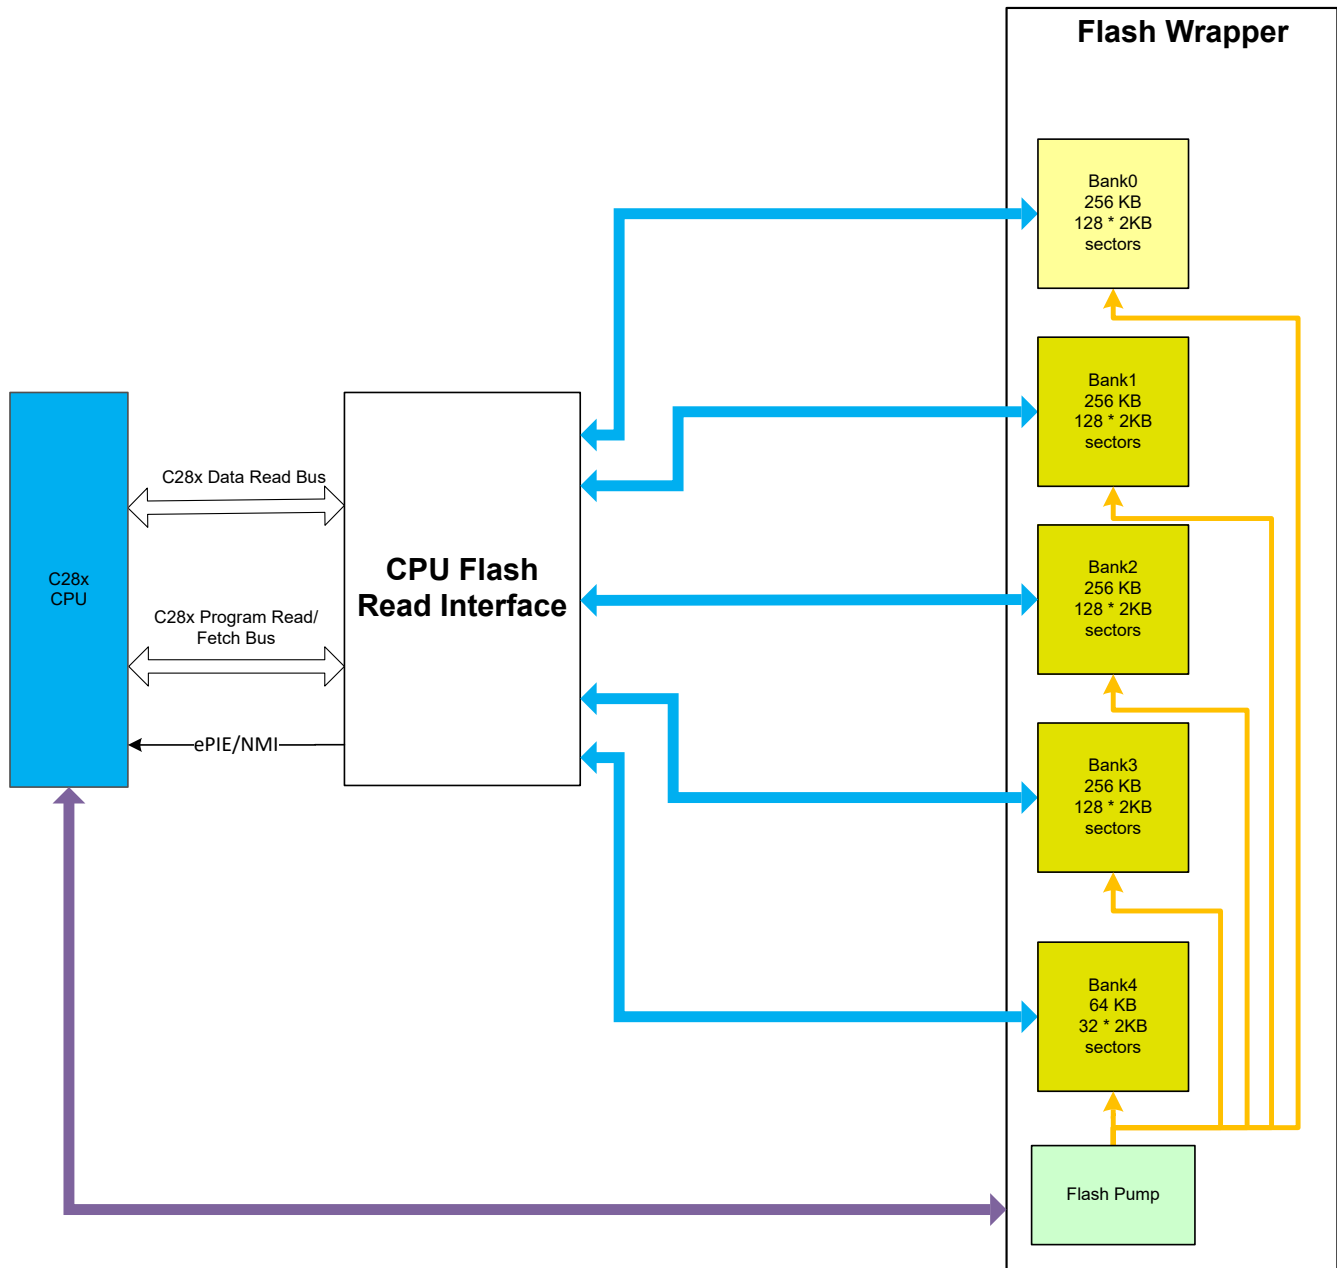 Flash Wrapper
Bank0
256 KB
128 * 2KB
sectors
Bank1
256 KB
128 * 2KB
sectors
C28x Data Read Bus
CPU Flash
Read Interface
C28x
CPU
Bank2
256 KB
128 * 2KB
sectors
C28x Program Read/
Fetch Bus
ePIE/NMI
Bank3
256 KB
128 * 2KB
sectors
Bank4
64 KB
32 * 2KB
sectors
Flash Pump